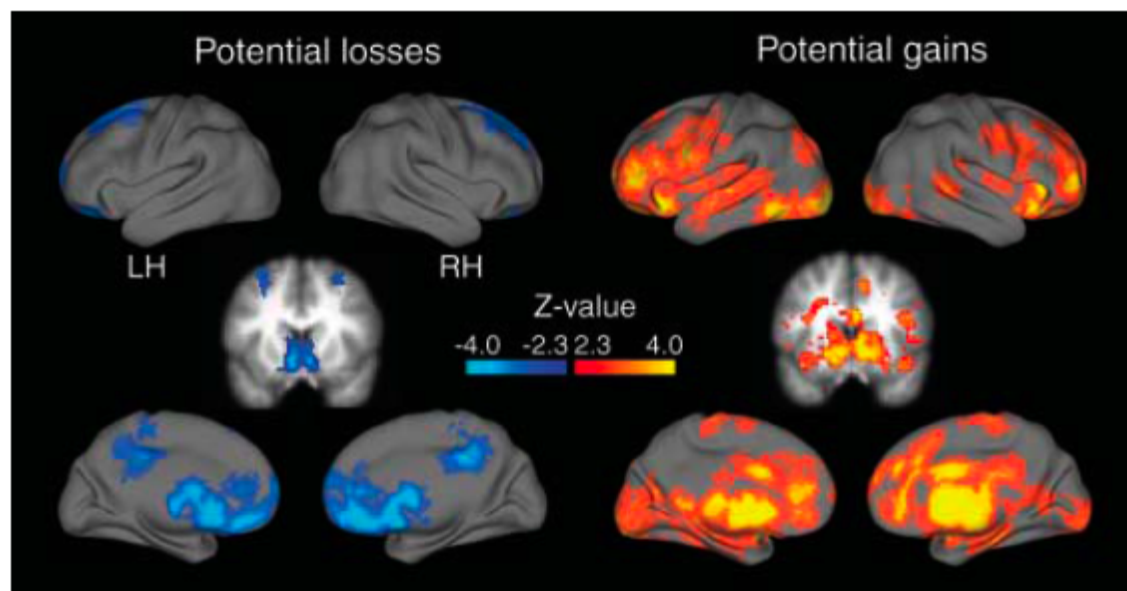 Potential losses
Potential gains
LH
RH
Z-value
-4.0 -2.3 2.3 4.0